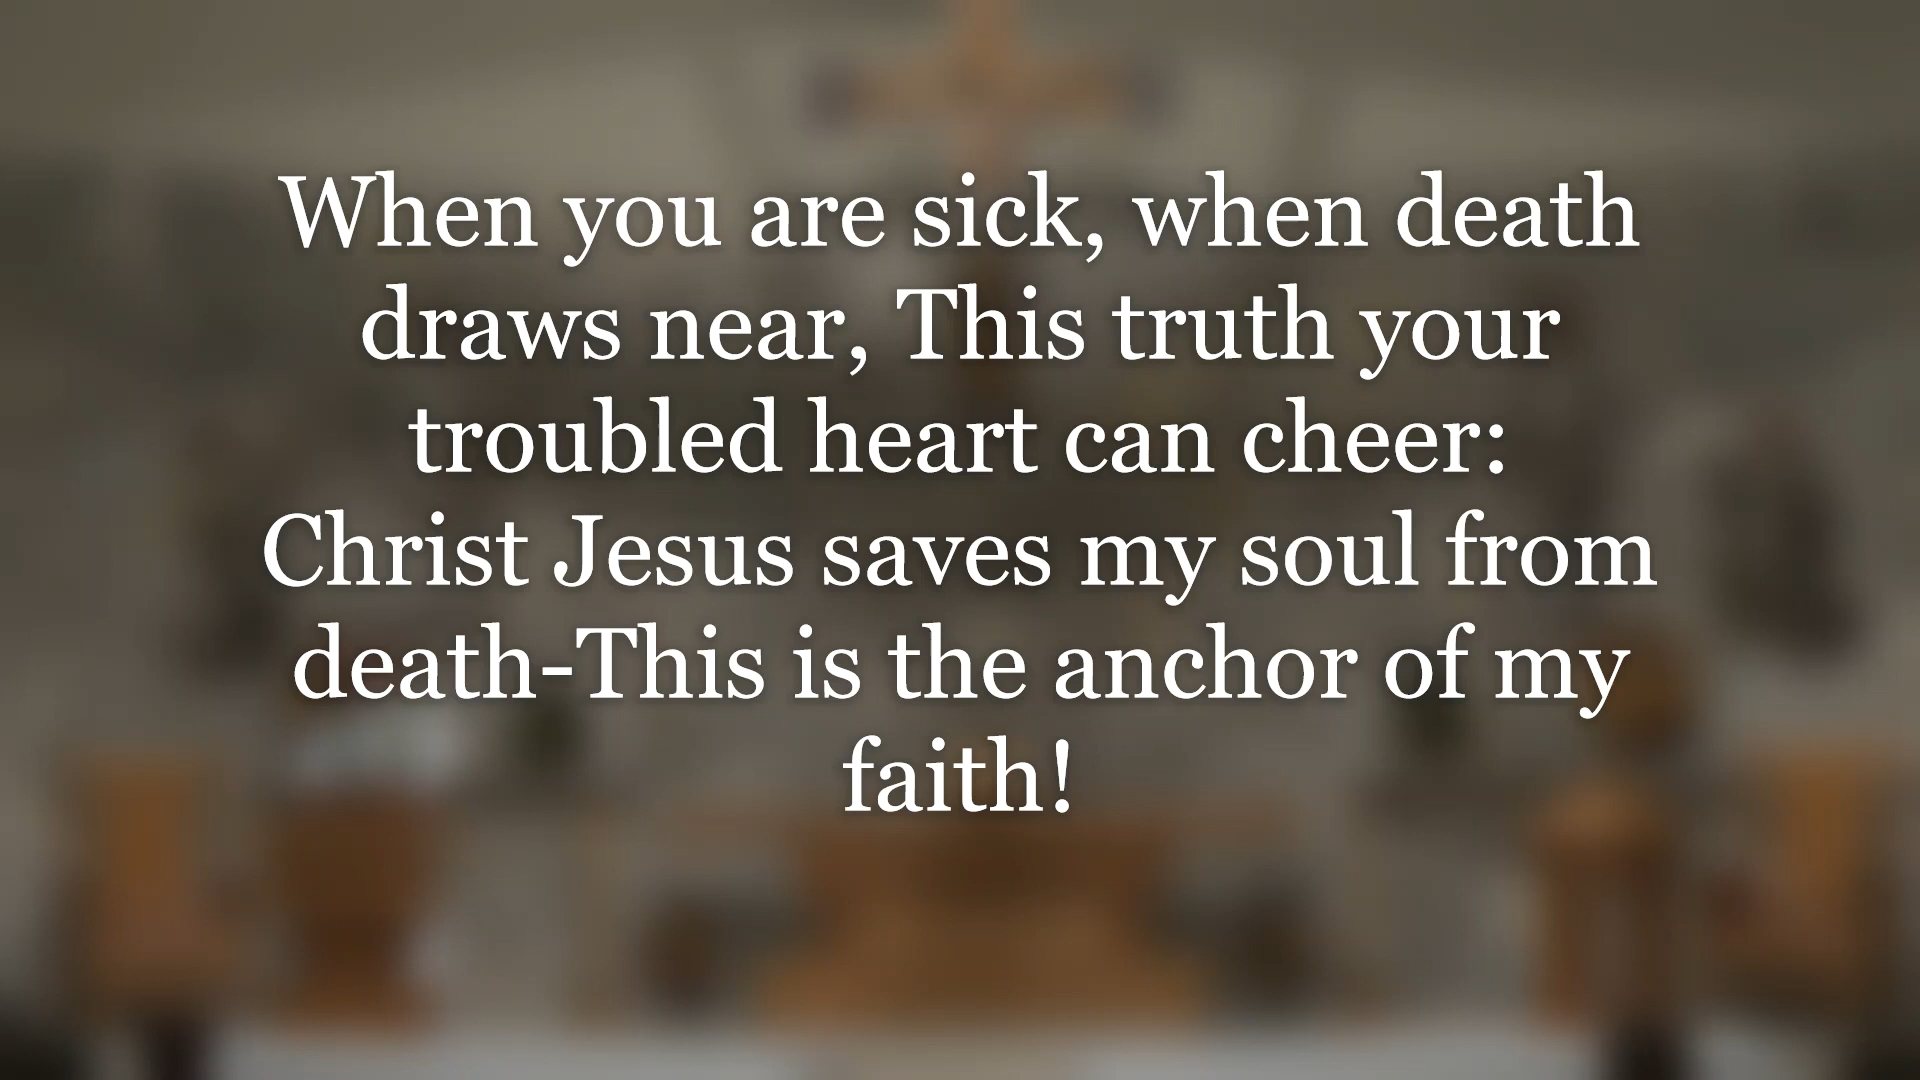 When you are sick, when death
draws near, This truth your
troubled heart can cheer:
Christ Jesus saves my soul from
death-This is the anchor of my
faith!